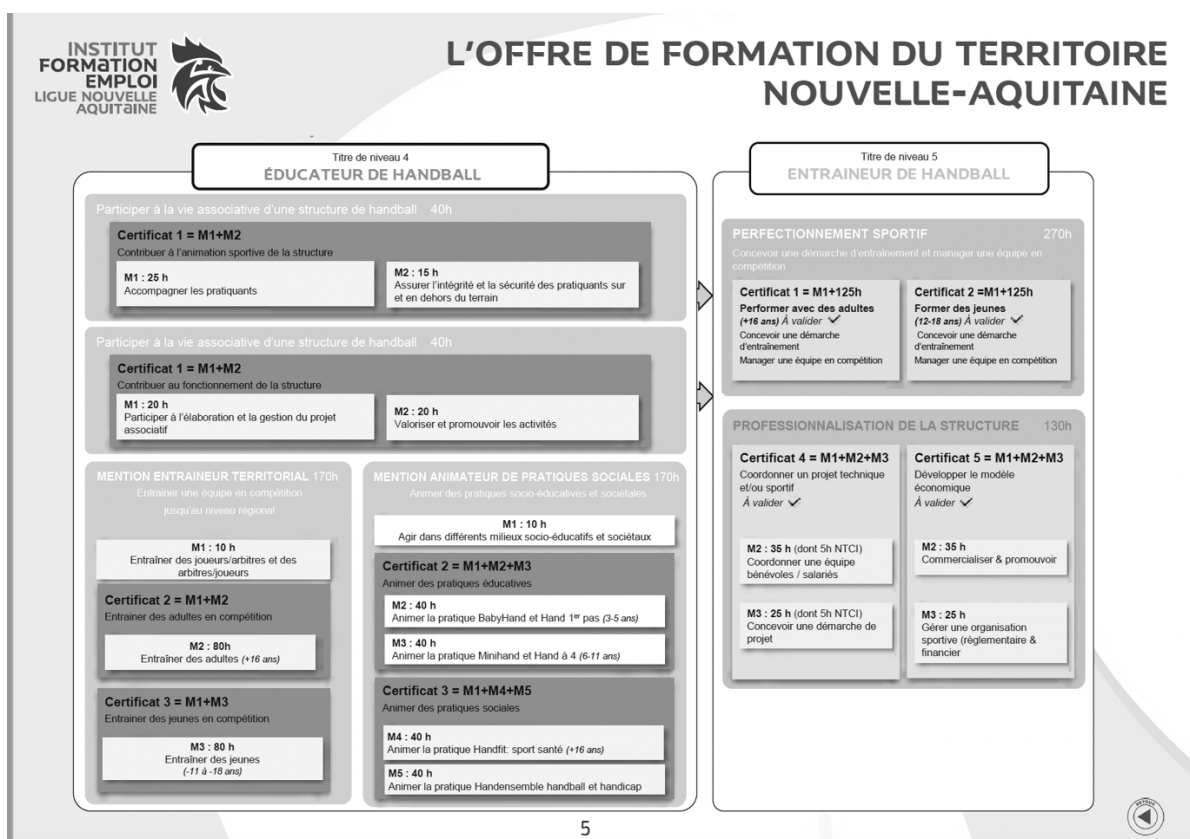 INSTITUT
FORMATION
EMPLOI
LIGUE NOUVELLE
AQUITAINE
L'OFFRE DE FORMATION DU TERRITOIRE
NOUVELLE-AQUITAINE
Titre de niveau 4
ÉDUCATEUR DE HANDBALL
Participer à la vie associative d'une structure de handball 40h
Certificat 1 = M1+M2
Contribuer à l'animation sportive de la structure
M1 : 25 h
Accompagner les pratiquants
M2 : 15 h
Assurer l'intégrité et la sécurité des pratiquants sur
et en dehors du terrain
Participer à la vie associative d'une structure de handball 40h
Certificat 1 = M1+M2
Contribuer au fonctionnement de la structure
M1 : 20 h
Participer à l'élaboration et la gestion du projet
associatif
M2 : 20 h
Valoriser et promouvoir les activités
MENTION ENTRAINEUR TERRITORIAL 170h
Entrainer une équipe en compétition
jusqu'au niveau régional
M1 : 10 h
Entraîner des joueurs/arbitres et des
arbitres/joueurs
Certificat 2 = M1+M2
Entrainer des adultes en compétition
M2 : 80h
Entraîner des adultes (+16 ans)
Certificat 3 = M1+M3
Entrainer des jeunes en compétition
M3 : 80 h
Entraîner des jeunes
(-11 à -18 ans)
MENTION ANIMATEUR DE PRATIQUES SOCIALES 170h
Animer des pratiques socio-éducatives et sociétales
M1 : 10 h
Agir dans différents milieux socio-éducatifs et sociétaux
Certificat 2 = M1+M2+M3
Animer des pratiques éducatives
M2 : 40 h
Animer la pratique BabyHand et Hand 1er pas (3-5 ans)
M3 : 40 h
Animer la pratique Minihand et Hand à 4 (6-11 ans)
Certificat 3 = M1+M4+M5
Animer des pratiques sociales
M4 : 40 h
Animer la pratique Handfit: sport santé (+16 ans)
M5 : 40 h
Animer la pratique Handensemble handball et handicap
Titre de niveau 5
ENTRAINEUR DE HANDBALL
PERFECTIONNEMENT SPORTIF 270h
Concevoir une démarche d'entraînement et manager une équipe en
compétition
Certificat 1 = M1+125h
Performer avec des adultes
(+16 ans) À valider ✓
Concevoir une démarche
d'entraînement
Manager une équipe en compétition
Certificat 2 =M1+125h
Former des jeunes
(12-18 ans) À valider ✓
Concevoir une démarche
d'entraînement
Manager une équipe en compétition
PROFESSIONNALISATION DE LA STRUCTURE 130h
Certificat 4 = M1+M2+M3
Coordonner un projet technique
et/ou sportif
À valider ✓
M2 : 35 h (dont 5h NTCI)
Coordonner une équipe
bénévoles / salariés
M3 : 25 h (dont 5h NTCI)
Concevoir une démarche de
projet
Certificat 5 = M1+M2+M3
Développer le modèle
économique
À valider ✓
M2 : 35 h
Commercialiser & promouvoir
M3 : 25 h
Gérer une organisation
sportive (règlementaire &
financier
5
RETOUR